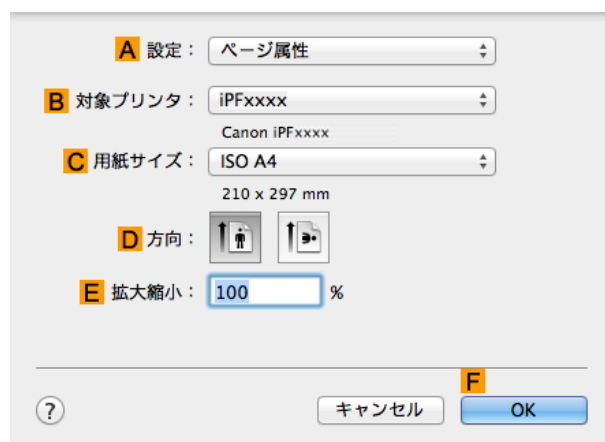 A 設定： ページ属性
B 対象プリンタ： iPFxxxx
Canon iPFxxxx
C 用紙サイズ： ISO A4
210 x 297 mm
D 方向：
E 拡大縮小： 100 %
F
? キャンセル OK